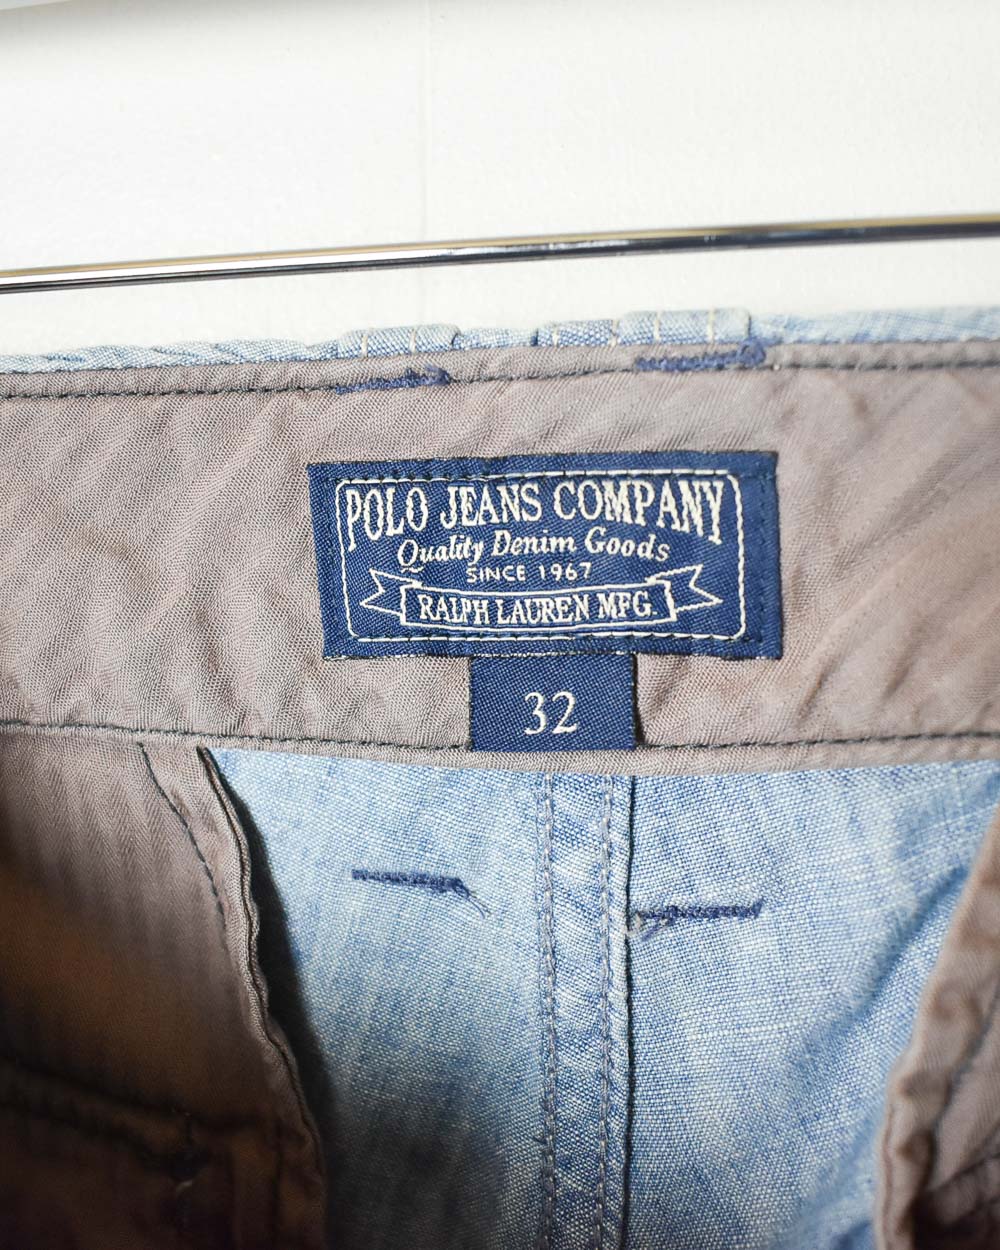 POLO JEANS COMPANY
Quality Denim Goods
SINCE 1967
RALPH LAUREN MFG.
32